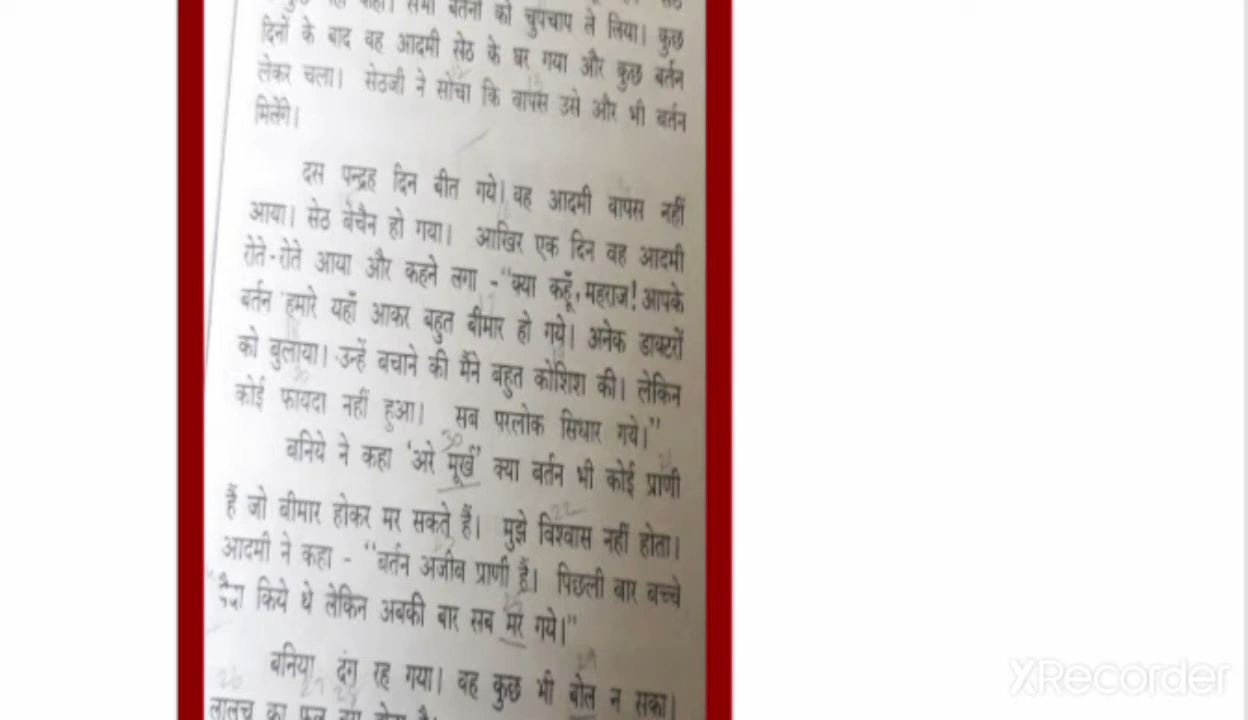 चुपचाप ले लिया। कुछ
दिनों के बाद वह आदमी सेठ के घर गया और कुछ बर्तन
लेकर चला। सेठजी ने सोचा कि वापस उसे और भी बर्तन
मिलेंगे।
दस पन्द्रह दिन बीत गये। वह आदमी वापस नहीं
आया। सेठ बेचैन हो गया। आखिर एक दिन वह आदमी
रोते-रोते आया और कहने लगा -“क्या कहूँ, महराज! आपके
बर्तन हमारे यहाँ आकर बहुत बीमार हो गये। अनेक डाक्टरों
को बुलाया। उन्हें बचाने की मैंने बहुत कोशिश की। लेकिन
कोई फायदा नहीं हुआ। सब परलोक सिधार गये।”
30
बनिये ने कहा ‘अरे मूर्ख’ क्या बर्तन भी कोई प्राणी
हैं जो बीमार होकर मर सकते हैं। मुझे विश्वास नहीं होता।
आदमी ने कहा - “बर्तन अजीब प्राणी हैं। पिछली बार बच्चे
पैदा किये थे लेकिन अबकी बार सब मर गये।”
बनिया दंग रह गया। वह कुछ भी बोल न सका।
लालच का फल बुरा होता है।
XRecorder